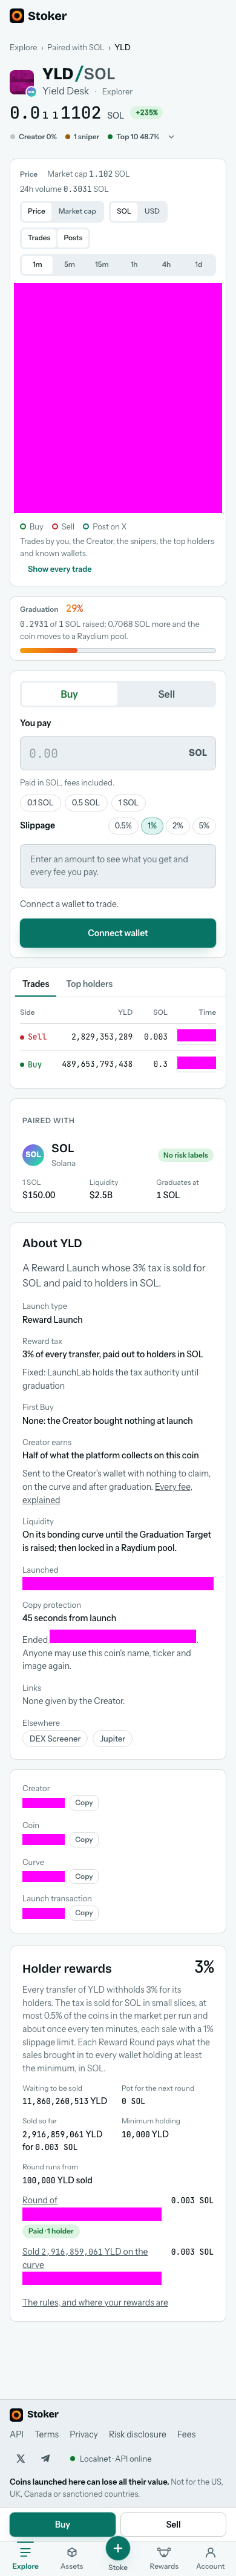 Stoker
Explore › Paired with SOL › YLD
YLD/SOL
Yield Desk · Explorer
0.0₁₁1102 SOL +235%
Creator 0% 1 sniper Top 10 48.7%
Price Market cap 1.102 SOL
24h volume 0.3031 SOL
Price Market cap SOL USD
Trades Posts
1m 5m 15m 1h 4h 1d
Buy Sell Post on X
Trades by you, the Creator, the snipers, the top holders
and known wallets.
Show every trade
Graduation 29%
0.2931 of 1 SOL raised; 0.7068 SOL more and the
coin moves to a Raydium pool.
Buy Sell
You pay
0.00 SOL
Paid in SOL, fees included.
0.1 SOL 0.5 SOL 1 SOL
Slippage 0.5% 1% 2% 5%
Enter an amount to see what you get and
every fee you pay.
Connect a wallet to trade.
Connect wallet
Trades Top holders
Side YLD SOL Time
Sell 2,829,353,289 0.003
Buy 489,653,793,438 0.3
PAIRED WITH
SOL SOL
Solana
No risk labels
1 SOL Liquidity Graduates at
$150.00 $2.5B 1 SOL
About YLD
A Reward Launch whose 3% tax is sold for
SOL and paid to holders in SOL.
Launch type
Reward Launch
Reward tax
3% of every transfer, paid out to holders in SOL
Fixed: LaunchLab holds the tax authority until
graduation
First Buy
None: the Creator bought nothing at launch
Creator earns
Half of what the platform collects on this coin
Sent to the Creator's wallet with nothing to claim,
on the curve and after graduation. Every fee,
explained
Liquidity
On its bonding curve until the Graduation Target
is raised; then locked in a Raydium pool.
Launched
Copy protection
45 seconds from launch
Ended .
Anyone may use this coin's name, ticker and
image again.
Links
None given by the Creator.
Elsewhere
DEX Screener Jupiter
Creator
Copy
Coin
Copy
Curve
Copy
Launch transaction
Copy
Holder rewards 3%
Every transfer of YLD withholds 3% for its
holders. The tax is sold for SOL in small slices, at
most 0.5% of the coins in the market per run and
about once every ten minutes, each sale with a 1%
slippage limit. Each Reward Round pays what the
sales brought in to every wallet holding at least
the minimum, in SOL.
Waiting to be sold Pot for the next round
11,860,260,513 YLD 0 SOL
Sold so far Minimum holding
2,916,859,061 YLD 10,000 YLD
for 0.003 SOL
Round runs from
100,000 YLD sold
Round of 0.003 SOL
Paid · 1 holder
Sold 2,916,859,061 YLD on the 0.003 SOL
curve
The rules, and where your rewards are
Stoker
API Terms Privacy Risk disclosure Fees
Localnet · API online
Coins launched here can lose all their value. Not for the US,
UK, Canada or sanctioned countries.
Buy Sell
Explore Assets Stoke Rewards Account